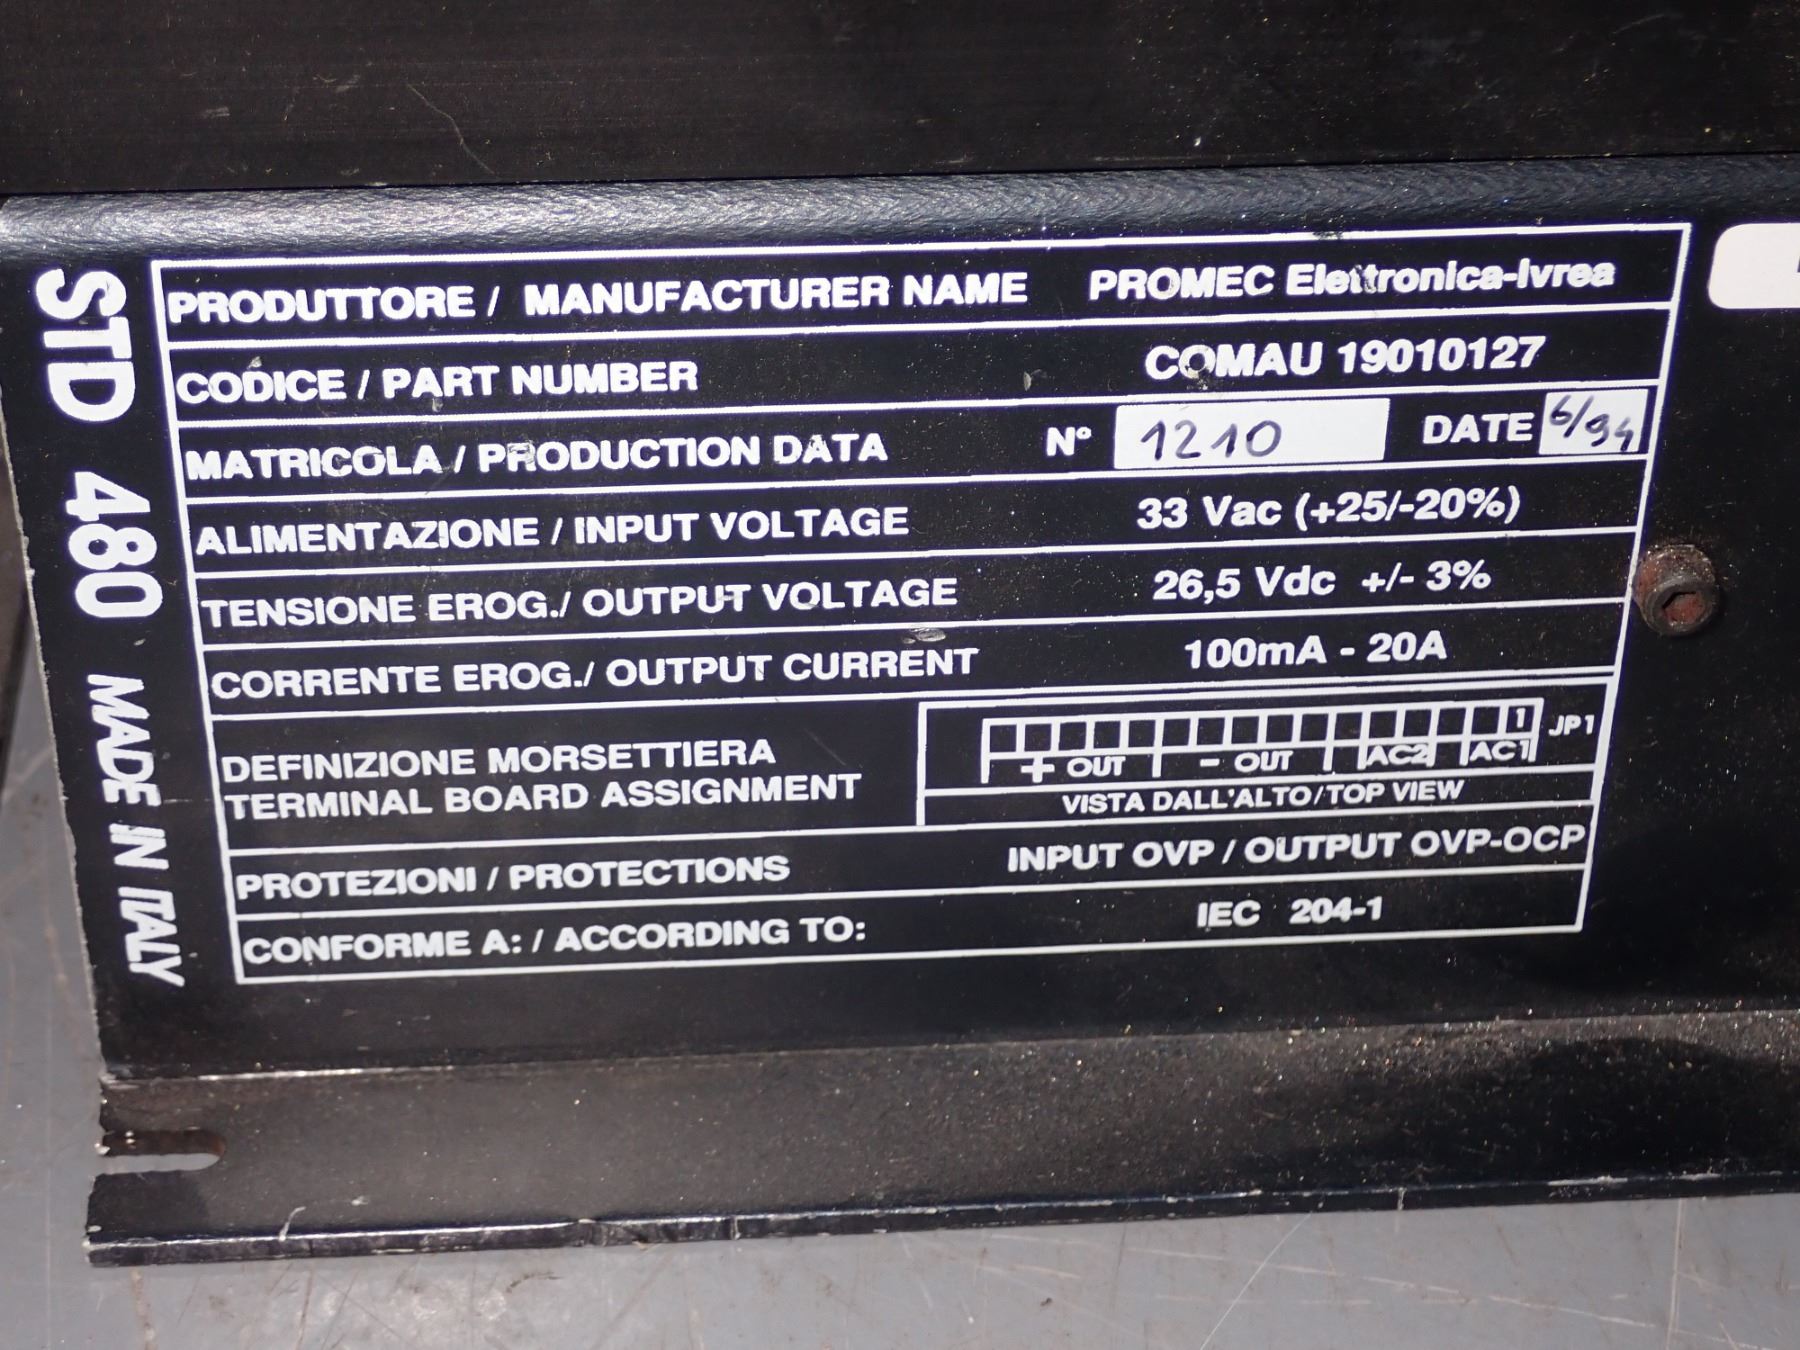 STD 480 MADE IN ITALY
PRODUTTORE / MANUFACTURER NAME PROMEC Elettronica-Ivrea
CODICE / PART NUMBER COMAU 19010127
MATRICOLA / PRODUCTION DATA N° 1210 DATE 6/94
ALIMENTAZIONE / INPUT VOLTAGE 33 Vac (+25/-20%)
TENSIONE EROG./ OUTPUT VOLTAGE 26,5 Vdc +/- 3%
CORRENTE EROG./ OUTPUT CURRENT 100mA - 20A
1 JP1
DEFINIZIONE MORSETTIERA + OUT - OUT AC2 AC1
TERMINAL BOARD ASSIGNMENT VISTA DALL'ALTO/TOP VIEW
PROTEZIONI / PROTECTIONS INPUT OVP / OUTPUT OVP-OCP
CONFORME A: / ACCORDING TO: IEC 204-1